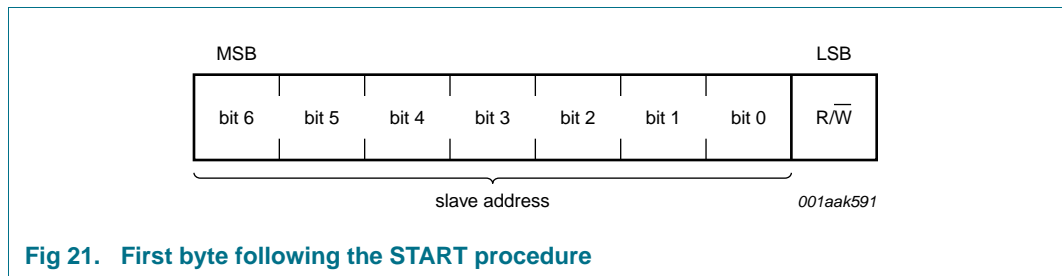 MSB LSB
bit 6 bit 5 bit 4 bit 3 bit 2 bit 1 bit 0 R/W̅
slave address 001aak591
Fig 21. First byte following the START procedure